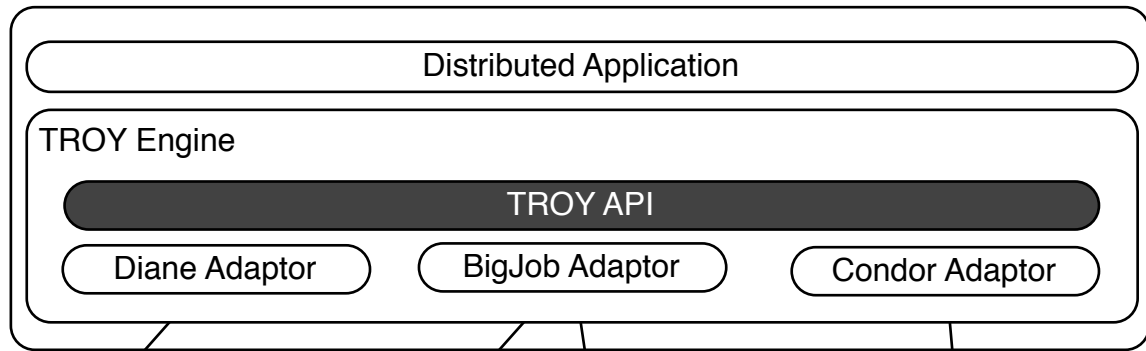 Distributed Application
TROY Engine
TROY API
Diane Adaptor
BigJob Adaptor
Condor Adaptor